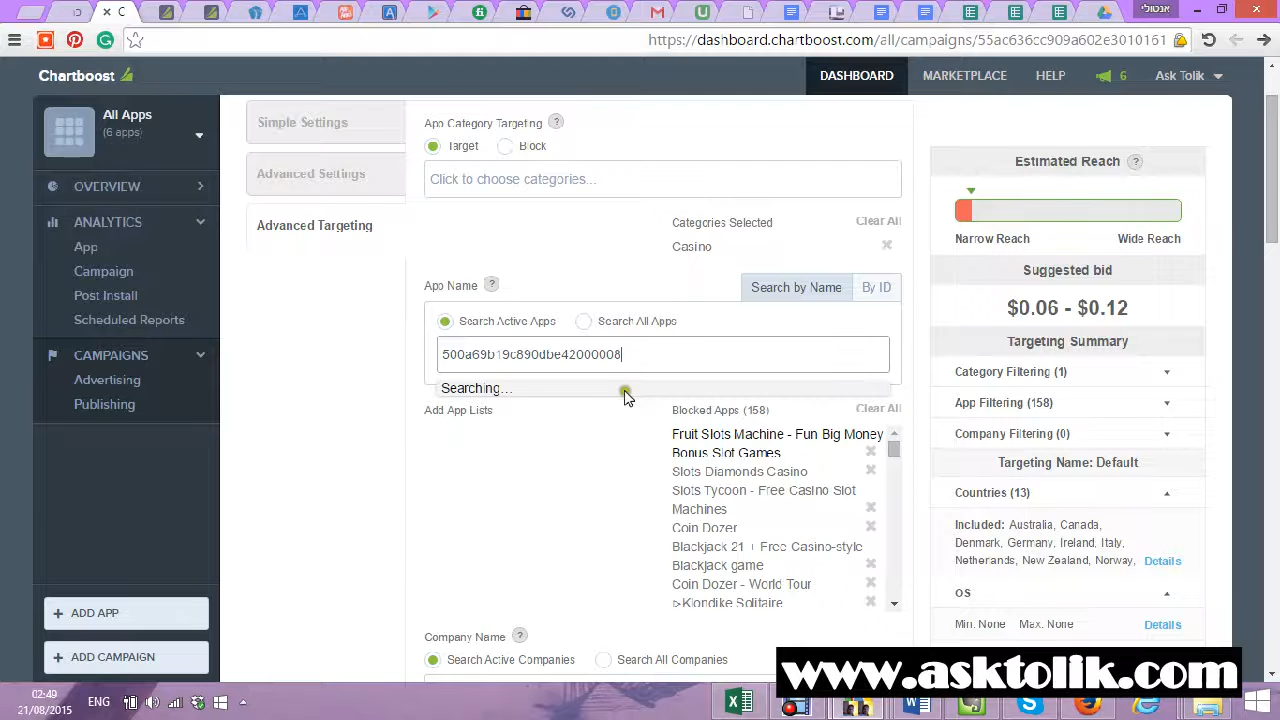 https://dashboard.chartboost.com/all/campaigns/55ac636cc909a602e3010161
Chartboost
DASHBOARD
MARKETPLACE
HELP
6
Ask Tolik
All Apps
(6 apps)
OVERVIEW
ANALYTICS
App
Campaign
Post Install
Scheduled Reports
CAMPAIGNS
Advertising
Publishing
+ ADD APP
+ ADD CAMPAIGN
Simple Settings
Advanced Settings
Advanced Targeting
App Category Targeting ?
Target
Block
Click to choose categories...
Categories Selected
Clear All
Casino
App Name ?
Search by Name
By ID
Search Active Apps
Search All Apps
500a69b19c890dbe42000008
Searching...
Add App Lists
Blocked Apps (158)
Clear All
Fruit Slots Machine - Fun Big Money
Bonus Slot Games
Slots Diamonds Casino
Slots Tycoon - Free Casino Slot
Machines
Coin Dozer
Blackjack 21 + Free Casino-style
Blackjack game
Coin Dozer - World Tour
▷Klondike Solitaire
Company Name ?
Search Active Companies
Search All Companies
Estimated Reach ?
Narrow Reach
Wide Reach
Suggested bid
$0.06 - $0.12
Targeting Summary
Category Filtering (1)
App Filtering (158)
Company Filtering (0)
Targeting Name: Default
Countries (13)
Included: Australia, Canada,
Denmark, Germany, Ireland, Italy,
Netherlands, New Zealand, Norway,
Details
OS
Min. None Max. None
Details
www.asktolik.com
02:49
21/08/2015
ENG